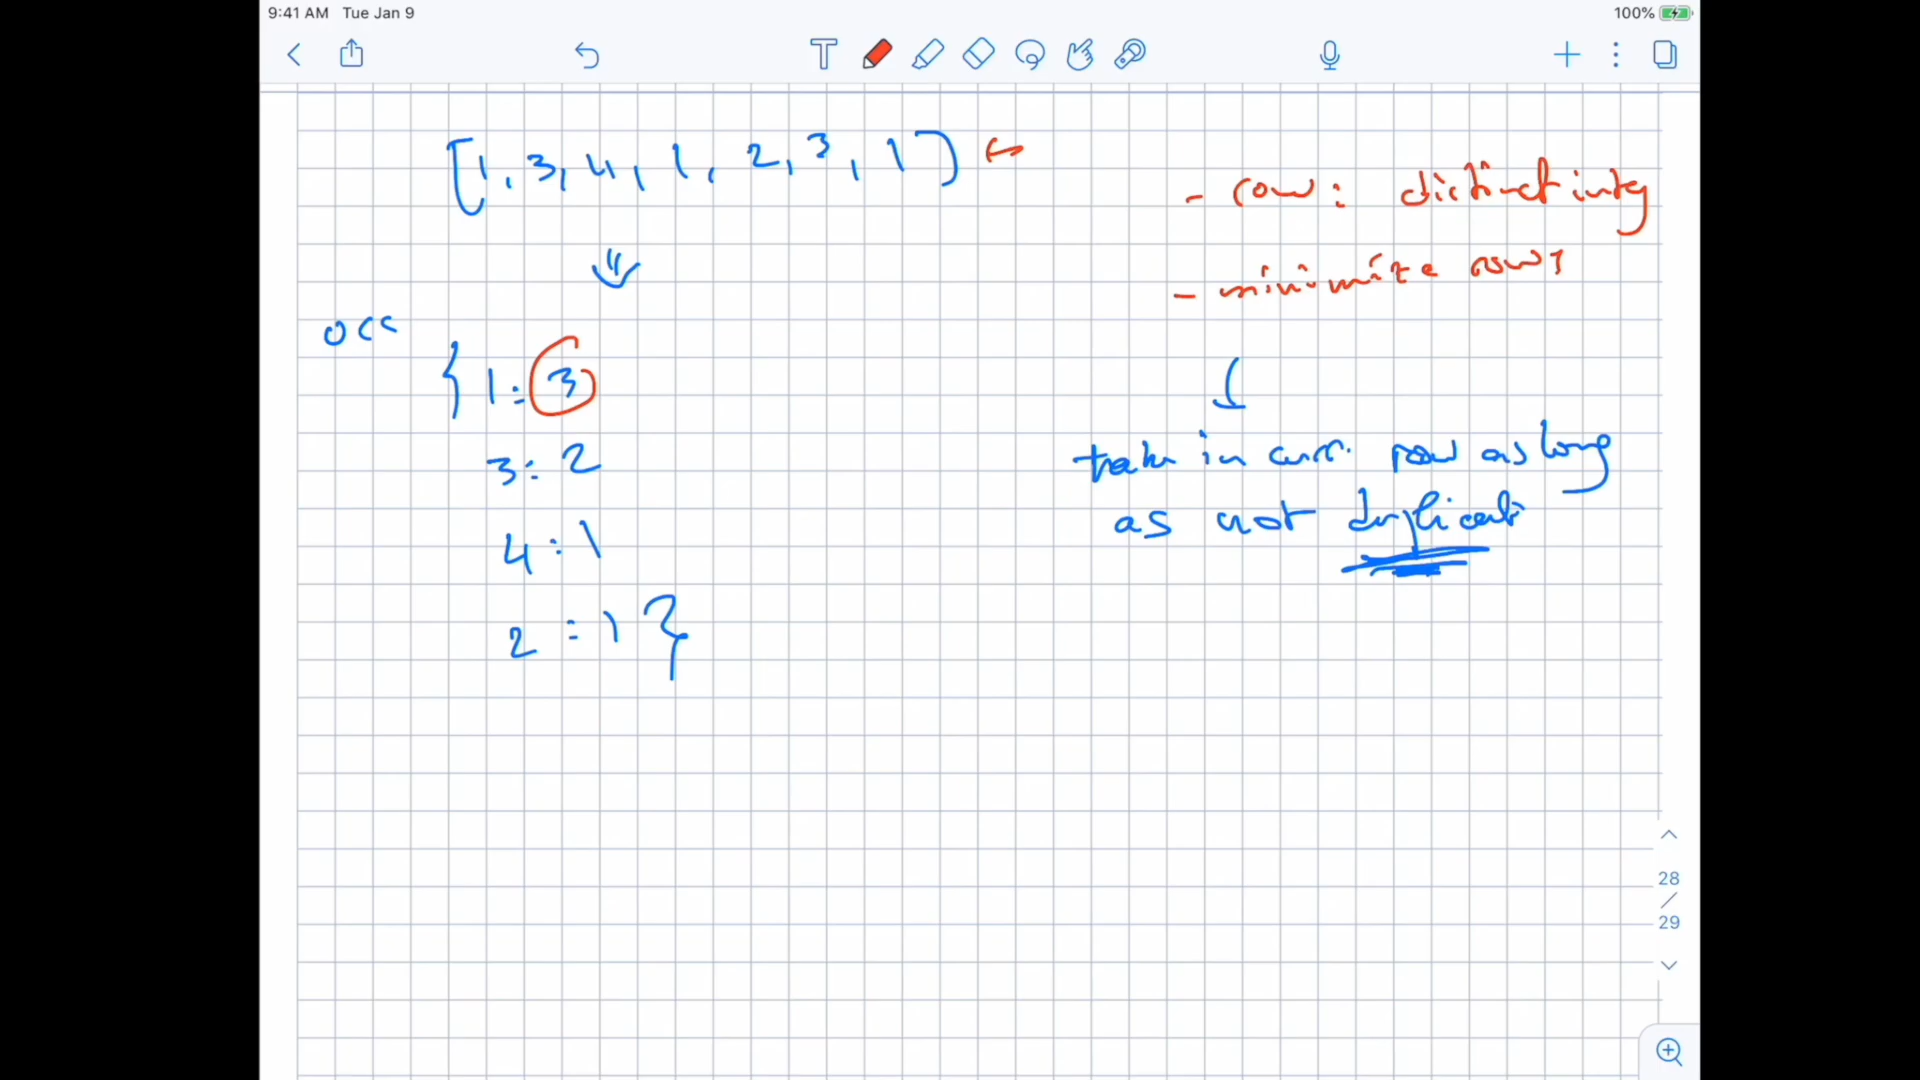 9:41 AM Tue Jan 9
100%
T
[1, 3, 4, 1, 2, 3, 1]
- row: distinct integ
- minimize rows
occ
{ 1: 3
3: 2
4: 1
2: 1 }
take in curr. row as long
as not duplicate
28
/
29